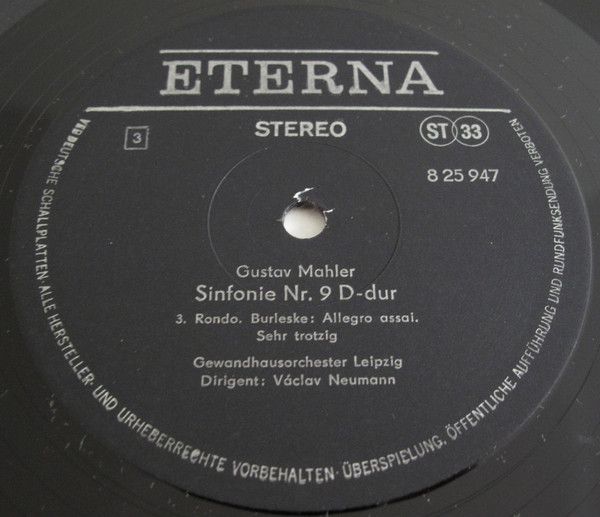 ETERNA
STEREO
ST 33
3
8 25 947
Gustav Mahler
Sinfonie Nr. 9 D-dur
3. Rondo. Burleske: Allegro assai.
Sehr trotzig
Gewandhausorchester Leipzig
Dirigent: Václav Neumann
VEB DEUTSCHE SCHALLPLATTEN ALLE HERSTELLER- UND URHEBERRECHTE VORBEHALTEN · ÜBERSPIELUNG, ÖFFENTLICHE AUFFÜHRUNG UND RUNDFUNKSENDUNG VERBOTEN